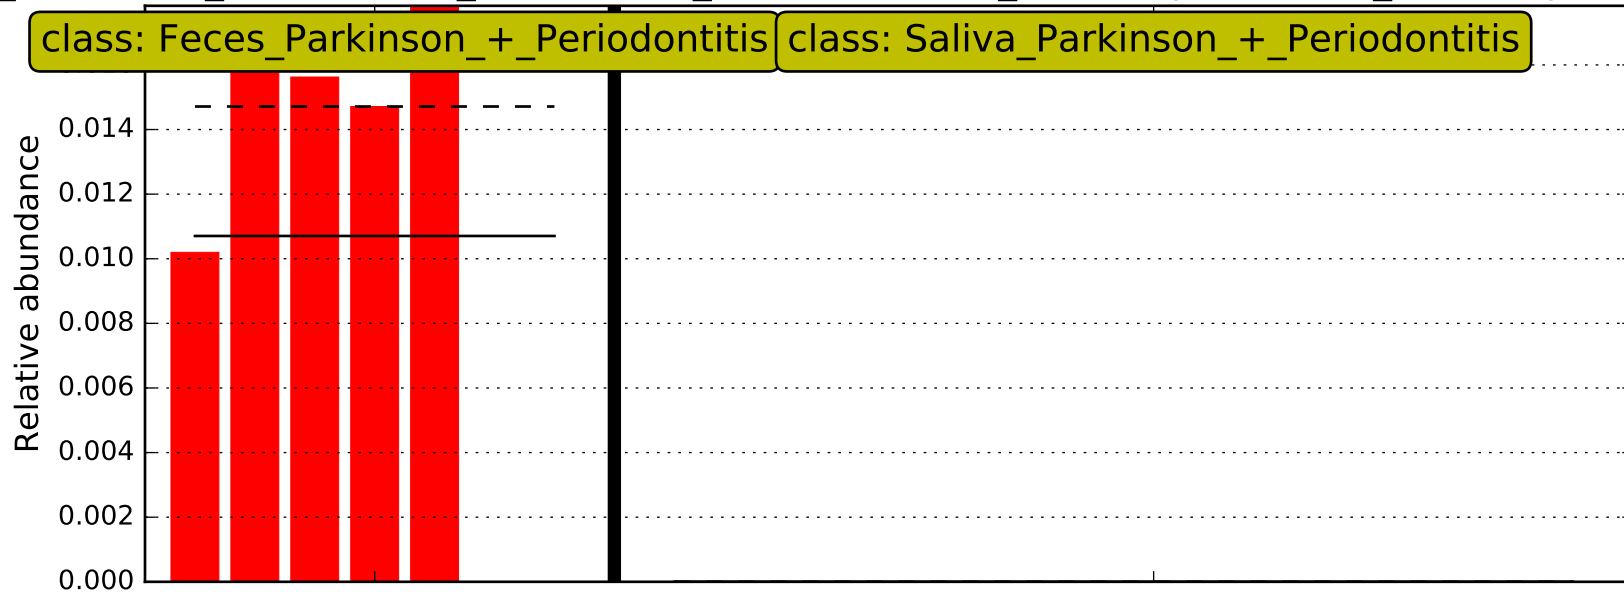 class: Feces_Parkinson_+_Periodontitis
class: Saliva_Parkinson_+_Periodontitis
Relative abundance
0.014
0.012
0.010
0.008
0.006
0.004
0.002
0.000